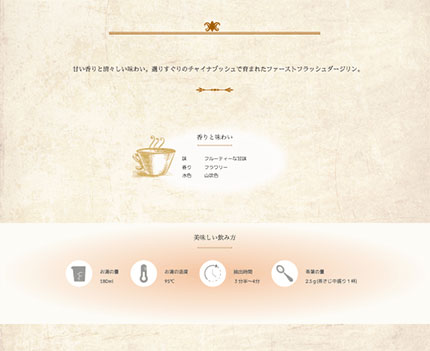 甘い香りと清々しい味わい。選りすぐりのチャイナブッシュで育まれたファーストフラッシュダージリン。
香りと味わい
味 フルーティーな甘味
香り フラワリー
水色 山吹色
美味しい飲み方
お湯の量
180ml
お湯の温度
95℃
抽出時間
3分半〜4分
茶葉の量
2.5g(茶さじ中盛り1杯)